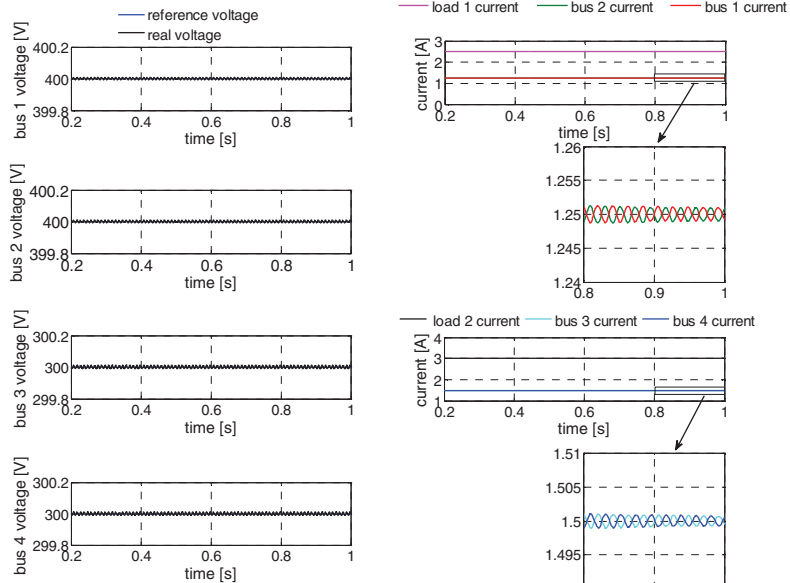 reference voltage
real voltage
bus 1 voltage [V]
400.2
400
399.8
0.2 0.4 0.6 0.8 1
time [s]
bus 2 voltage [V]
400.2
400
399.8
0.2 0.4 0.6 0.8 1
time [s]
bus 3 voltage [V]
300.2
300
299.8
0.2 0.4 0.6 0.8 1
time [s]
bus 4 voltage [V]
300.2
300
299.8
0.2 0.4 0.6 0.8 1
time [s]
load 1 current bus 2 current bus 1 current
current [A]
3
2
1
0
0.2 0.4 0.6 0.8 1
time [s]
1.26
1.255
1.25
1.245
1.24
0.8 0.9 1
load 2 current bus 3 current bus 4 current
current [A]
4
3
2
1
0.2 0.4 0.6 0.8 1
time [s]
1.51
1.505
1.5
1.495